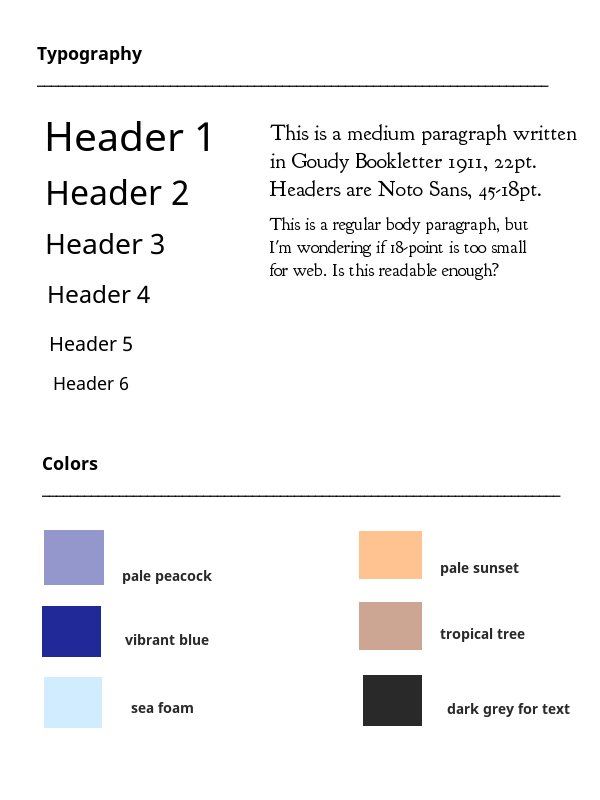 Typography
Header 1
Header 2
Header 3
Header 4
Header 5
Header 6
This is a medium paragraph written
in Goudy Bookletter 1911, 22pt.
Headers are Noto Sans, 45-18pt.
This is a regular body paragraph, but
I'm wondering if 18-point is too small
for web. Is this readable enough?
Colors
pale peacock
vibrant blue
sea foam
pale sunset
tropical tree
dark grey for text